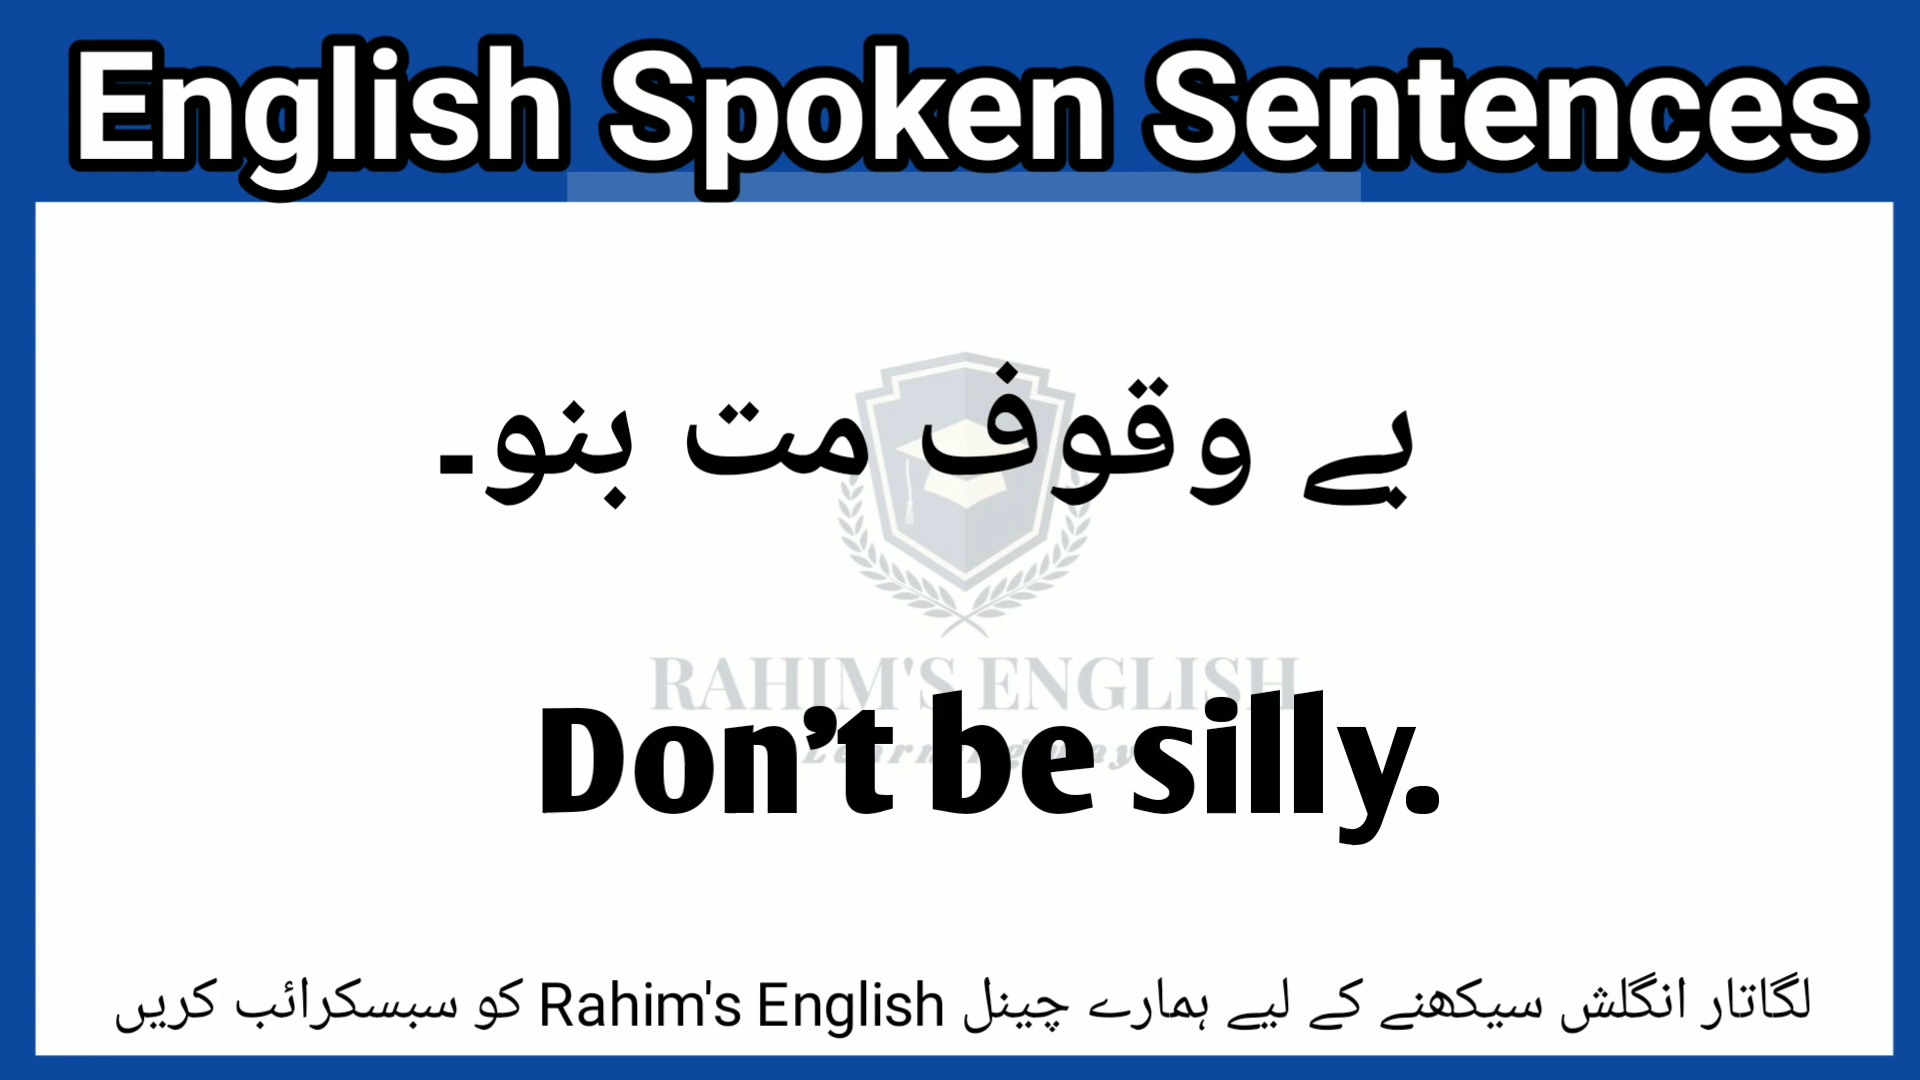 English Spoken Sentences
بے وقوف مت بنو۔
RAHIM'S ENGLISH
Don't be silly.
لگاتار انگلش سیکھنے کے لیے ہمارے چینل Rahim's English کو سبسکرائب کریں